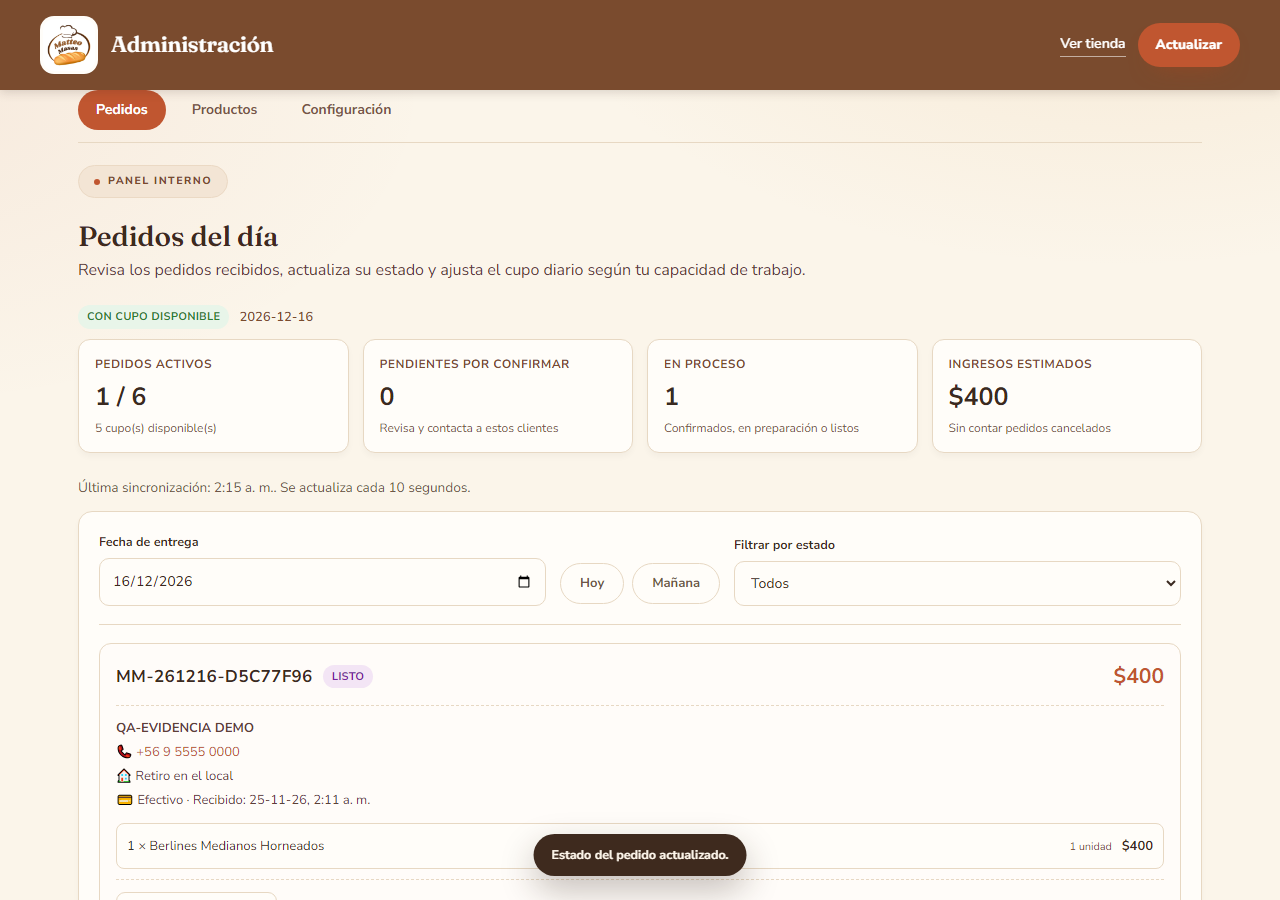 Matteo
Manan
Administración
Ver tienda
Actualizar
Pedidos
Productos
Configuración
PANEL INTERNO
Pedidos del día
Revisa los pedidos recibidos, actualiza su estado y ajusta el cupo diario según tu capacidad de trabajo.
CON CUPO DISPONIBLE 2026-12-16
PEDIDOS ACTIVOS
1 / 6
5 cupo(s) disponible(s)
PENDIENTES POR CONFIRMAR
0
Revisa y contacta a estos clientes
EN PROCESO
1
Confirmados, en preparación o listos
INGRESOS ESTIMADOS
$400
Sin contar pedidos cancelados
Última sincronización: 2:15 a. m.. Se actualiza cada 10 segundos.
Fecha de entrega
16/12/2026
Hoy
Mañana
Filtrar por estado
Todos
MM-261216-D5C77F96 LISTO
$400
QA-EVIDENCIA DEMO
+56 9 5555 0000
Retiro en el local
Efectivo · Recibido: 25-11-26, 2:11 a. m.
1 × Berlines Medianos Horneados
1 unidad $400
Estado del pedido actualizado.